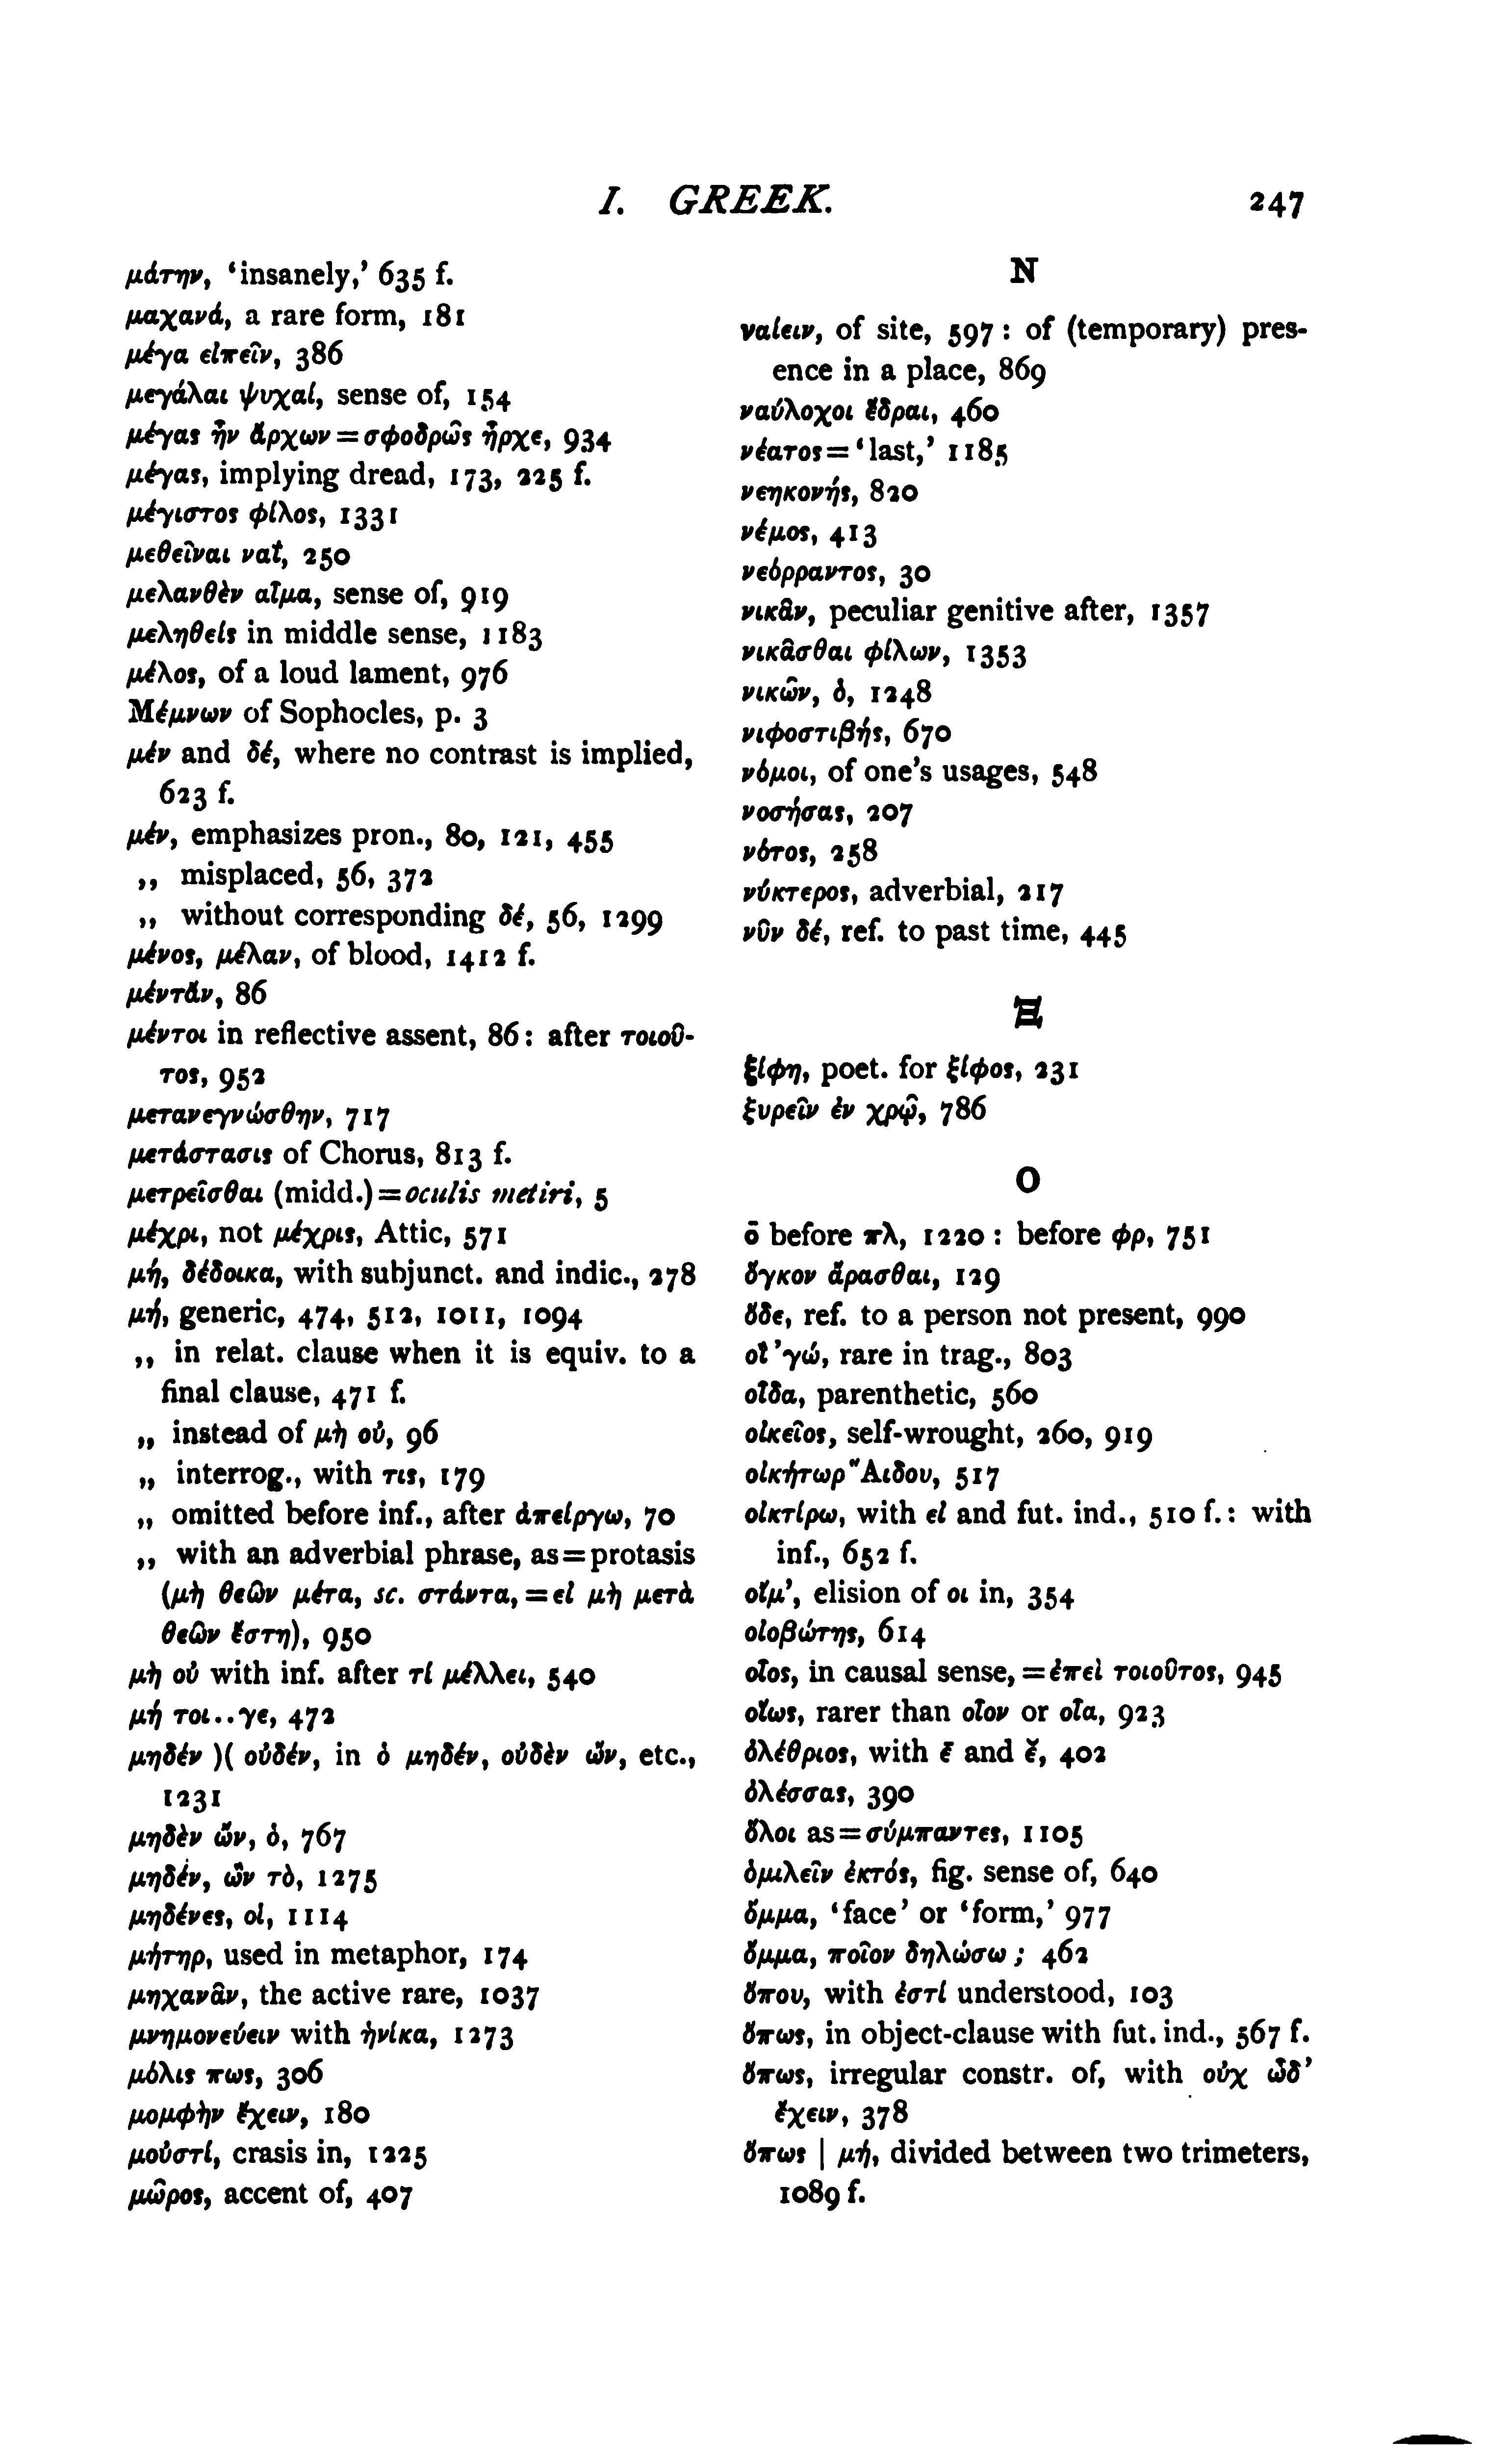 I. GREEK. 247
μάτην, ‘insanely,’ 635 f.
μαχανά, a rare form, 181
μέγα εἰπεῖν, 386
μεγάλαι ψυχαί, sense of, 154
μέγας ἦν ἄρχων = σφοδρῶς ἦρχε, 934
μέγας, implying dread, 173, 225 f.
μέγιστος φίλος, 1331
μεθεῖναι ναΐ, 250
μελανθὲν αἷμα, sense of, 919
μεληθείς in middle sense, 1183
μέλος, of a loud lament, 976
Μέμνων of Sophocles, p. 3
μέν and δέ, where no contrast is implied,
623 f.
μέν, emphasizes pron., 80, 121, 455
,, misplaced, 56, 372
,, without corresponding δέ, 56, 1299
μένος, μέλαν, of blood, 1412 f.
μέντἄν, 86
μέντοι in reflective assent, 86: after τοιοῦ-
τος, 952
μετανεγνώσθην, 717
μετάστασις of Chorus, 813 f.
μετρεῖσθαι (midd.) = oculis metiri, 5
μέχρι, not μέχρις, Attic, 571
μή, δέδοικα, with subjunct. and indic., 278
μή, generic, 474, 512, 1011, 1094
,, in relat. clause when it is equiv. to a
final clause, 471 f.
,, instead of μὴ οὐ, 96
,, interrog., with τις, 179
,, omitted before inf., after ἀπείργω, 70
,, with an adverbial phrase, as = protasis
(μὴ θεῶν μέτα, sc. στάντα, = εἰ μὴ μετὰ
θεῶν ἔστη), 950
μὴ οὐ with inf. after τί μέλλει, 540
μή τοι..γε, 472
μηδέν )( οὐδέν, in ὁ μηδέν, οὐδὲν ὤν, etc.,
1231
μηδὲν ὤν, ὁ, 767
μηδέν, ὢν τὸ, 1275
μηδένες, οἱ, 1114
μήτηρ, used in metaphor, 174
μηχανᾶν, the active rare, 1037
μνημονεύειν with ἡνίκα, 1273
μόλις πως, 306
μομφὴν ἔχειν, 180
μοὐστί, crasis in, 1225
μῶρος, accent of, 407
N
ναίειν, of site, 597 : of (temporary) pres-
ence in a place, 869
ναύλοχοι ἕδραι, 460
νέατος = ‘last,’ 1185
νεηκονής, 820
νέμος, 413
νεόρραντος, 30
νικᾶν, peculiar genitive after, 1357
νικᾶσθαι φίλων, 1353
νικῶν, ὁ, 1248
νιφοστιβής, 670
νόμοι, of one's usages, 548
νοσήσας, 207
νότος, 258
νύκτερος, adverbial, 217
νῦν δέ, ref. to past time, 445
Ξ
ξίφη, poet. for ξίφος, 231
ξυρεῖν ἐν χρῷ, 786
O
ō before πλ, 1220 : before φρ, 751
ὄγκον ἄρασθαι, 129
ὅδε, ref. to a person not present, 990
οἲ ’γώ, rare in trag., 803
οἶδα, parenthetic, 560
οἰκεῖος, self-wrought, 260, 919
οἰκήτωρ Ἅιδου, 517
οἰκτίρω, with εἰ and fut. ind., 510 f.: with
inf., 652 f.
οἴμ’, elision of οι in, 354
οἰοβώτης, 614
οἷος, in causal sense, = ἐπεὶ τοιοῦτος, 945
οἵως, rarer than οἷον or οἷα, 923
ὀλέθριος, with ε̄ and ε̆, 402
ὀλέσσας, 390
ὅλοι as = σύμπαντες, 1105
ὁμιλεῖν ἐκτός, fig. sense of, 640
ὄμμα, ‘face’ or ‘form,’ 977
ὄμμα, ποῖον δηλώσω; 462
ὅπου, with ἐστί understood, 103
ὅπως, in object-clause with fut. ind., 567 f.
ὅπως, irregular constr. of, with οὐχ ὧδ’
ἔχειν, 378
ὅπως | μή, divided between two trimeters,
1089 f.